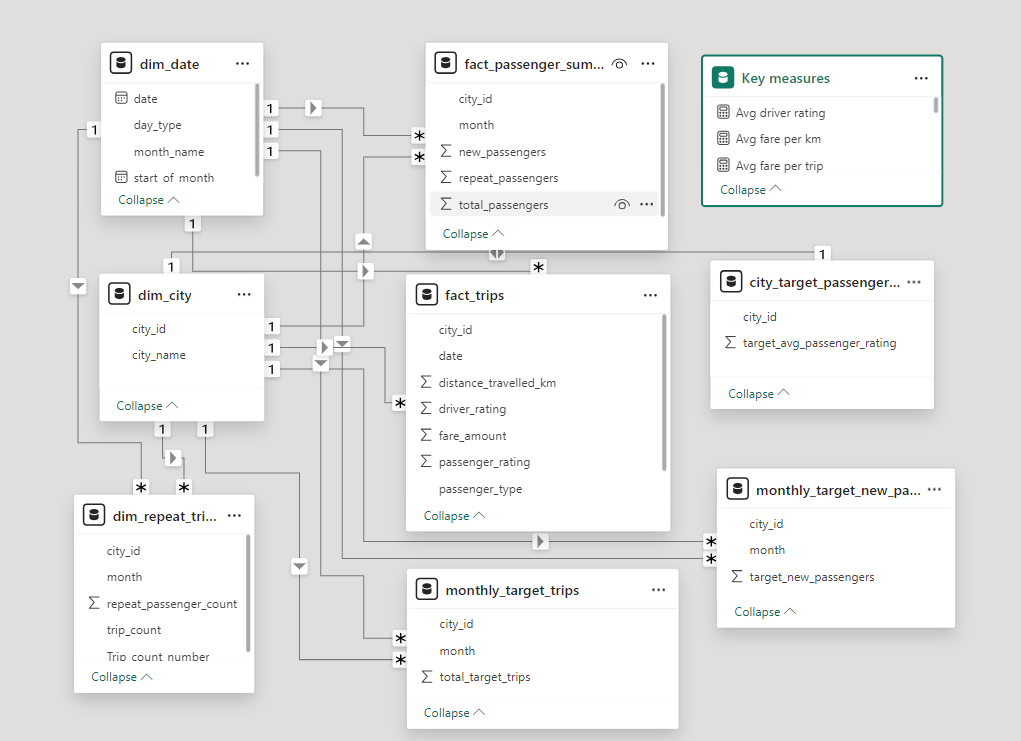 dim_date
date
day_type
month_name
start of month
Collapse
fact_passenger_sum...
city_id
month
new_passengers
repeat_passengers
total_passengers
Collapse
Key measures
Avg driver rating
Avg fare per km
Avg fare per trip
Collapse
1
1
1
1
1
*
*
dim_city
city_id
city_name
Collapse
1
1
1
1
1
1
*
*
fact_trips
city_id
date
distance_travelled_km
driver_rating
fare_amount
passenger_rating
passenger_type
Collapse
1
city_target_passenger...
city_id
target_avg_passenger_rating
Collapse
*
*
dim_repeat_tri...
city_id
month
repeat_passenger_count
trip_count
Trip count number
Collapse
*
*
monthly_target_trips
city_id
month
total_target_trips
Collapse
*
*
monthly_target_new_pa...
city_id
month
target_new_passengers
Collapse